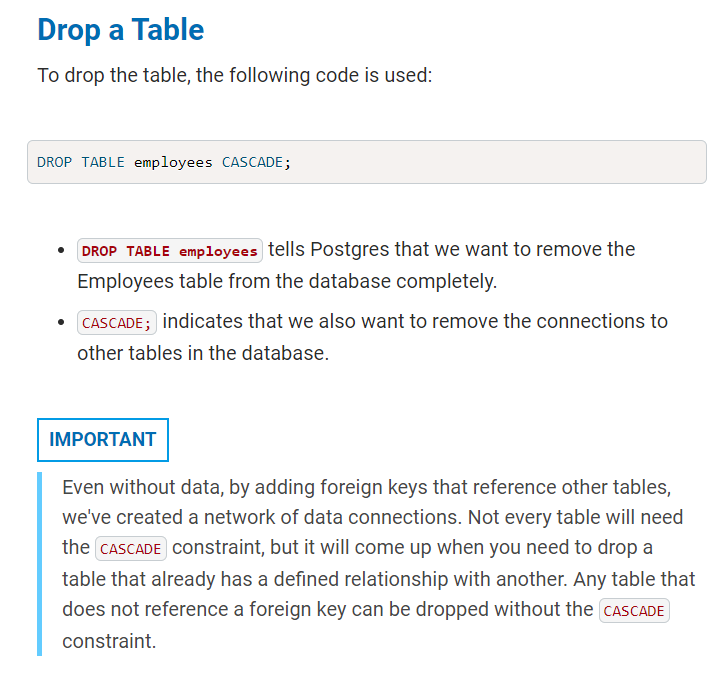 Drop a Table
To drop the table, the following code is used:
DROP TABLE employees CASCADE;
DROP TABLE employees tells Postgres that we want to remove the
Employees table from the database completely.
CASCADE; indicates that we also want to remove the connections to
other tables in the database.
IMPORTANT
Even without data, by adding foreign keys that reference other tables,
we've created a network of data connections. Not every table will need
the CASCADE constraint, but it will come up when you need to drop a
table that already has a defined relationship with another. Any table that
does not reference a foreign key can be dropped without the CASCADE
constraint.